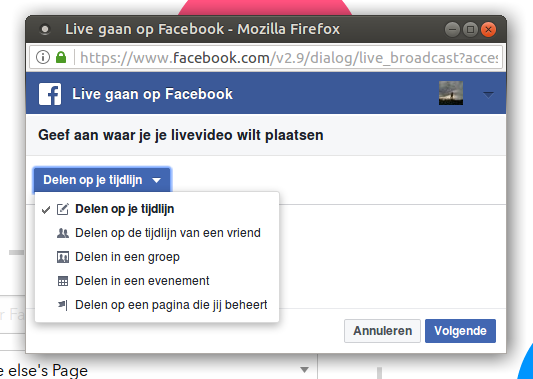 Live gaan op Facebook - Mozilla Firefox
https://www.facebook.com/v2.9/dialog/live_broadcast?acces
Live gaan op Facebook
Geef aan waar je je livevideo wilt plaatsen
Delen op je tijdlijn
Delen op je tijdlijn
Delen op de tijdlijn van een vriend
Delen in een groep
Delen in een evenement
Delen op een pagina die jij beheert
Annuleren Volgende
e else's Page